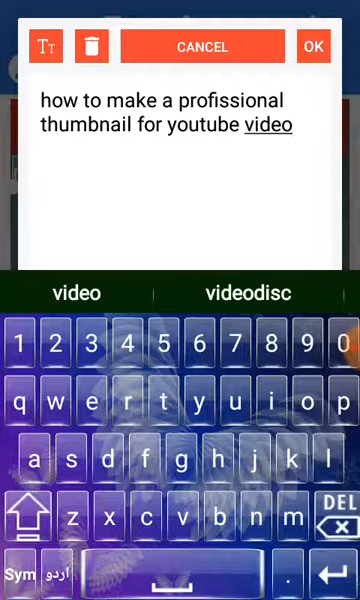 TT CANCEL OK
how to make a profissional
thumbnail for youtube video
video videodisc
1 2 3 4 5 6 7 8 9 0
q w e r t y u i o p
a s d f g h j k l
z x c v b n m DEL
Sym اردو .